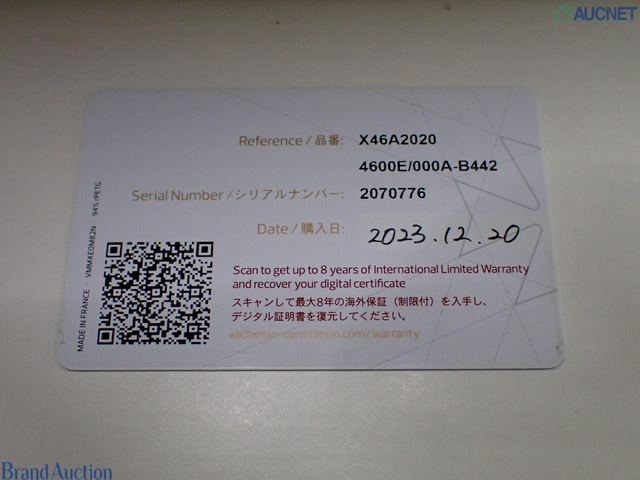 AUCNET
Reference / 品番: X46A2020
4600E/000A-B442
Serial Number / シリアルナンバー: 2070776
Date / 購入日: 2023.12.20
Scan to get up to 8 years of International Limited Warranty
and recover your digital certificate
スキャンして最大8年の海外保証（制限付）を入手し、
デジタル証明書を復元してください。
vacheron-constantin.com/warranty
MADE IN FRANCE - VMMXE0M82N - 94% rPETG
Brand Auction